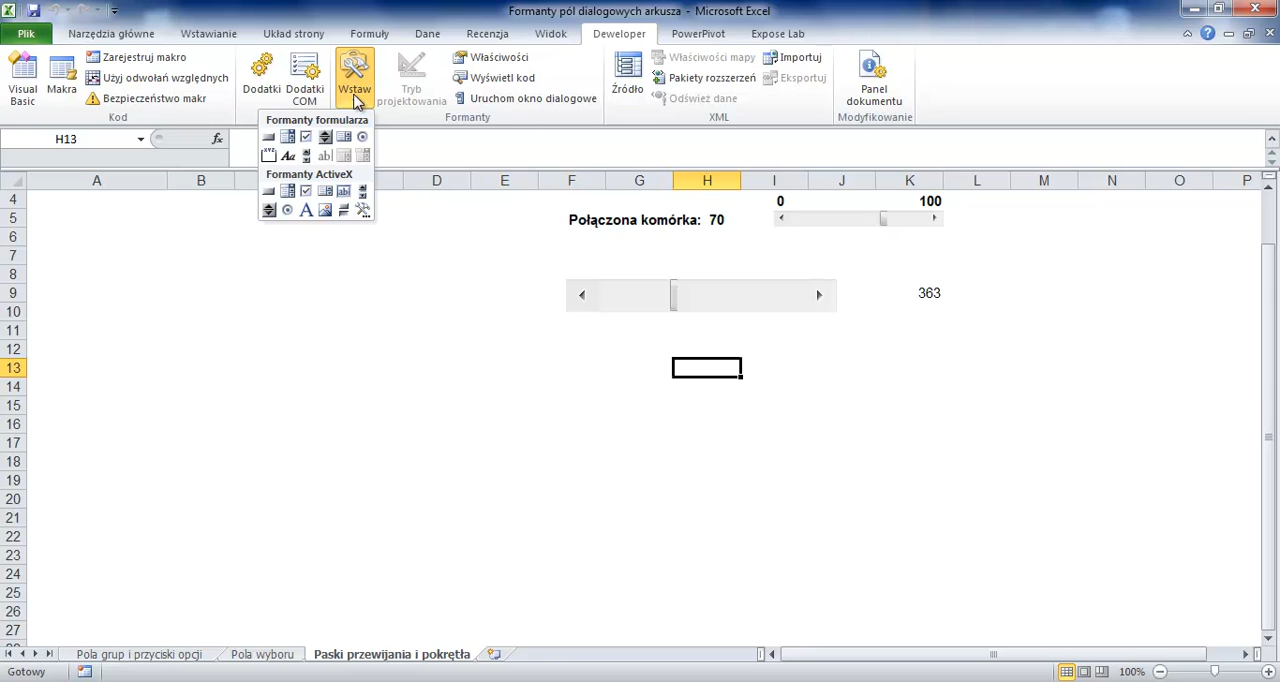 Formanty pól dialogowych arkusza - Microsoft Excel
Plik Narzędzia główne Wstawianie Układ strony Formuły Dane Recenzja Widok Deweloper PowerPivot Expose Lab
Visual Basic
Makra
Zarejestruj makro
Użyj odwołań względnych
Bezpieczeństwo makr
Kod
Dodatki
Dodatki COM
Wstaw
Tryb projektowania
Właściwości
Wyświetl kod
Uruchom okno dialogowe
Formanty
Źródło
Właściwości mapy
Pakiety rozszerzeń
Odśwież dane
Importuj
Eksportuj
XML
Panel dokumentu
Modyfikowanie
Formanty formularza
XYZ
Aa
ab
Formanty ActiveX
ab
A
H13
fx
A B D E F G H I J K L M N O P
4 0 100
5 Połączona komórka: 70
6
7
8
9 363
10
11
12
13
14
15
16
17
18
19
20
21
22
23
24
25
26
27
Pola grup i przyciski opcji Pola wyboru Paski przewijania i pokrętła
Gotowy 100%